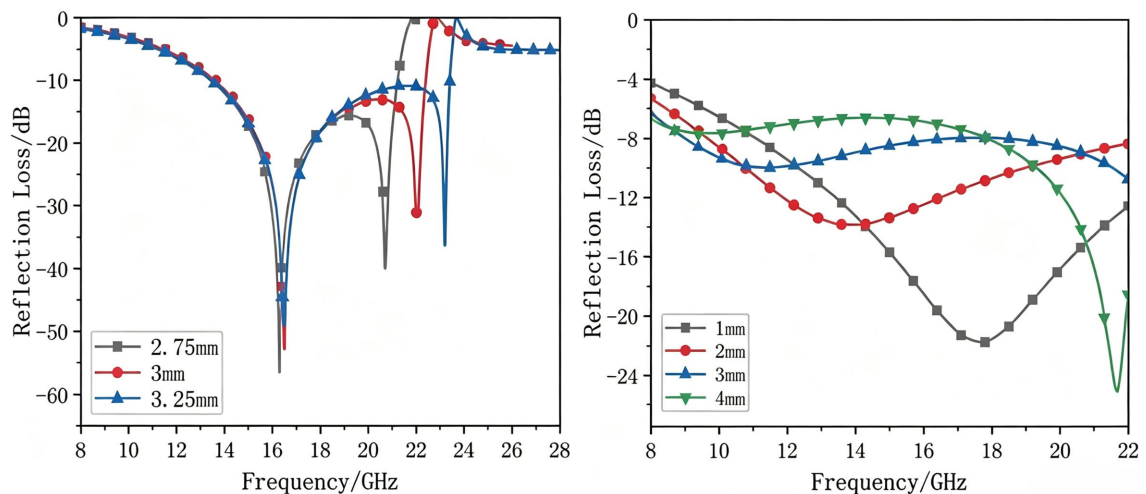 0
-10
-20
-30
-40
-50
-60
Reflection Loss/dB
2.75mm
3mm
3.25mm
8 10 12 14 16 18 20 22 24 26 28
Frequency/GHz
0
-4
-8
-12
-14
-16
-20
-24
Reflection Loss/dB
1mm
2mm
3mm
4mm
8 10 12 14 16 18 20 22
Frequency/GHz